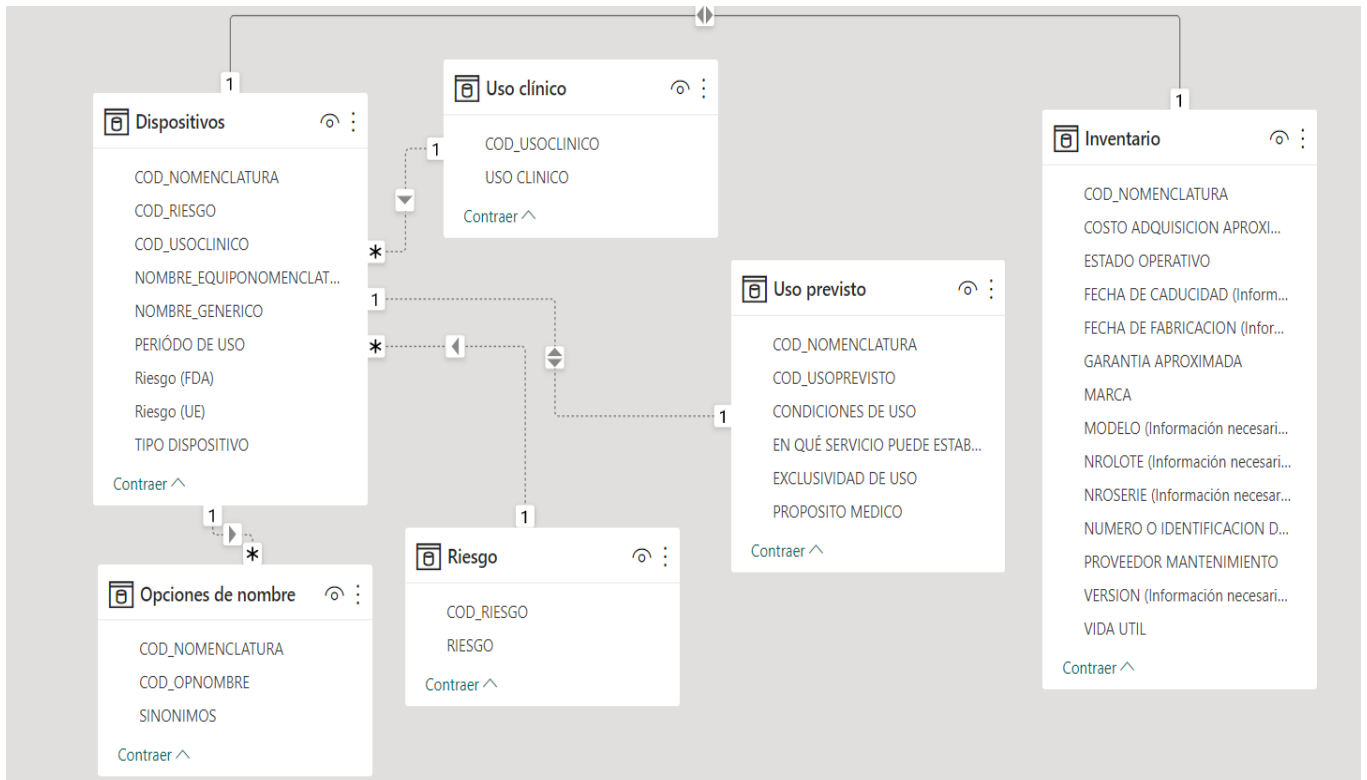 1
1
Dispositivos
COD_NOMENCLATURA
COD_RIESGO
COD_USOCLINICO
NOMBRE_EQUIPONOMENCLAT...
NOMBRE_GENERICO
PERIÓDO DE USO
Riesgo (FDA)
Riesgo (UE)
TIPO DISPOSITIVO
Contraer
1
*
1
*
1
*
Opciones de nombre
COD_NOMENCLATURA
COD_OPNOMBRE
SINONIMOS
Contraer
Uso clínico
COD_USOCLINICO
USO CLINICO
Contraer
1
Riesgo
COD_RIESGO
RIESGO
Contraer
1
Uso previsto
COD_NOMENCLATURA
COD_USOPREVISTO
CONDICIONES DE USO
EN QUÉ SERVICIO PUEDE ESTAB...
EXCLUSIVIDAD DE USO
PROPOSITO MEDICO
Contraer
1
Inventario
COD_NOMENCLATURA
COSTO ADQUISICION APROXI...
ESTADO OPERATIVO
FECHA DE CADUCIDAD (Inform...
FECHA DE FABRICACION (Infor...
GARANTIA APROXIMADA
MARCA
MODELO (Información necesari...
NROLOTE (Información necesari...
NROSERIE (Información necesar...
NUMERO O IDENTIFICACION D...
PROVEEDOR MANTENIMIENTO
VERSION (Información necesari...
VIDA UTIL
Contraer